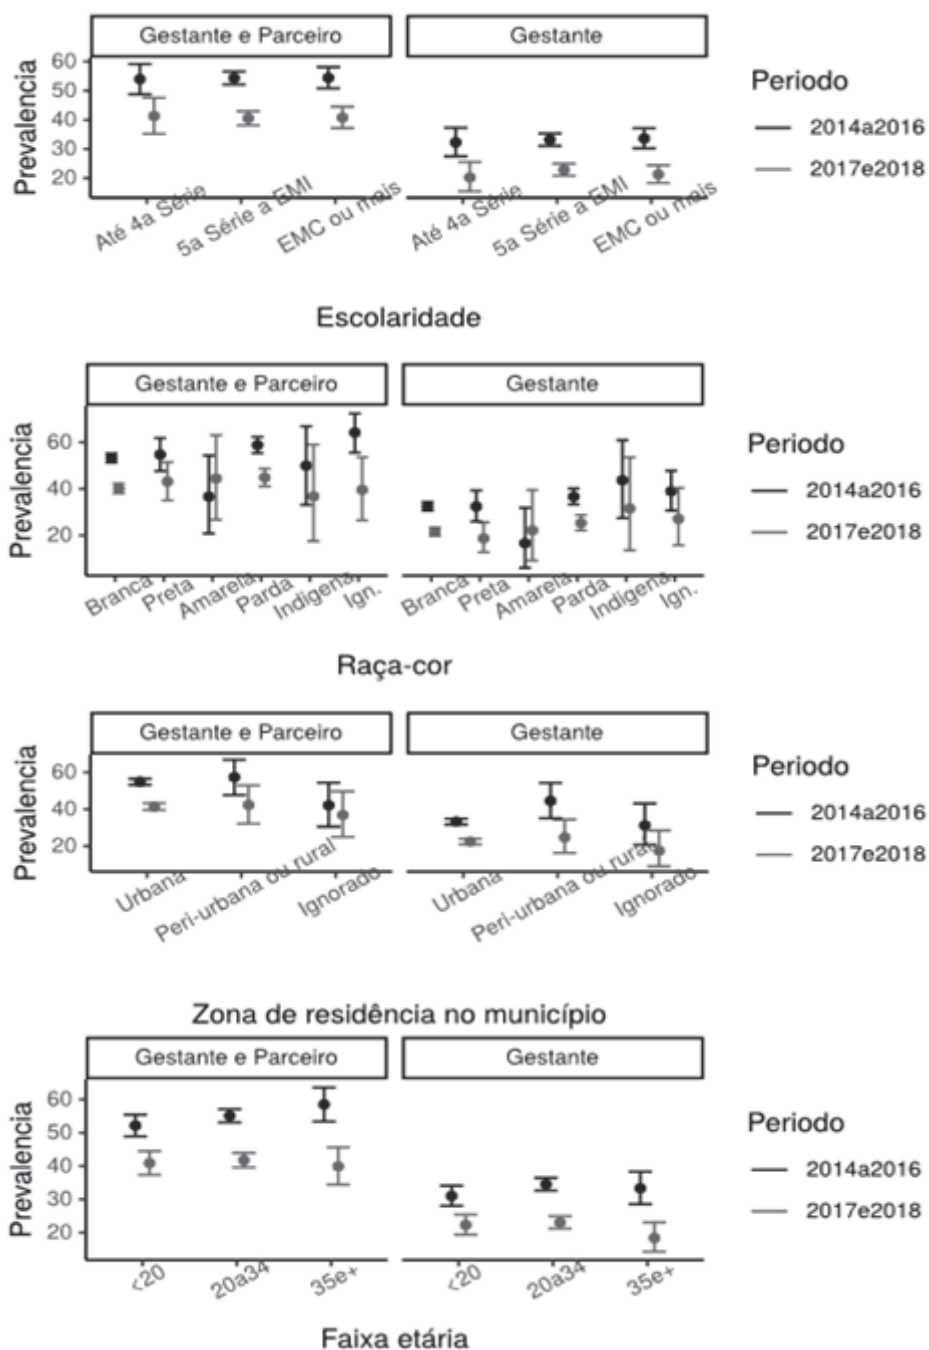 Gestante e Parceiro Gestante
Prevalencia
60
50
40
30
20
Até 4a Série 5a Série a EMI EMC ou mais Até 4a Série 5a Série a EMI EMC ou mais
Periodo
2014a2016
2017e2018
Escolaridade
Gestante e Parceiro Gestante
Prevalencia
60
40
20
Branca Preta Amarela Parda Indigena Ign. Branca Preta Amarela Parda Indigena Ign.
Periodo
2014a2016
2017e2018
Raça-cor
Gestante e Parceiro Gestante
Prevalencia
60
40
20
Urbana Peri-urbana ou rural Ignorado Urbana Peri-urbana ou rural Ignorado
Periodo
2014a2016
2017e2018
Zona de residência no município
Gestante e Parceiro Gestante
Prevalencia
60
50
40
30
20
<20 20a34 35e+ <20 20a34 35e+
Periodo
2014a2016
2017e2018
Faixa etária